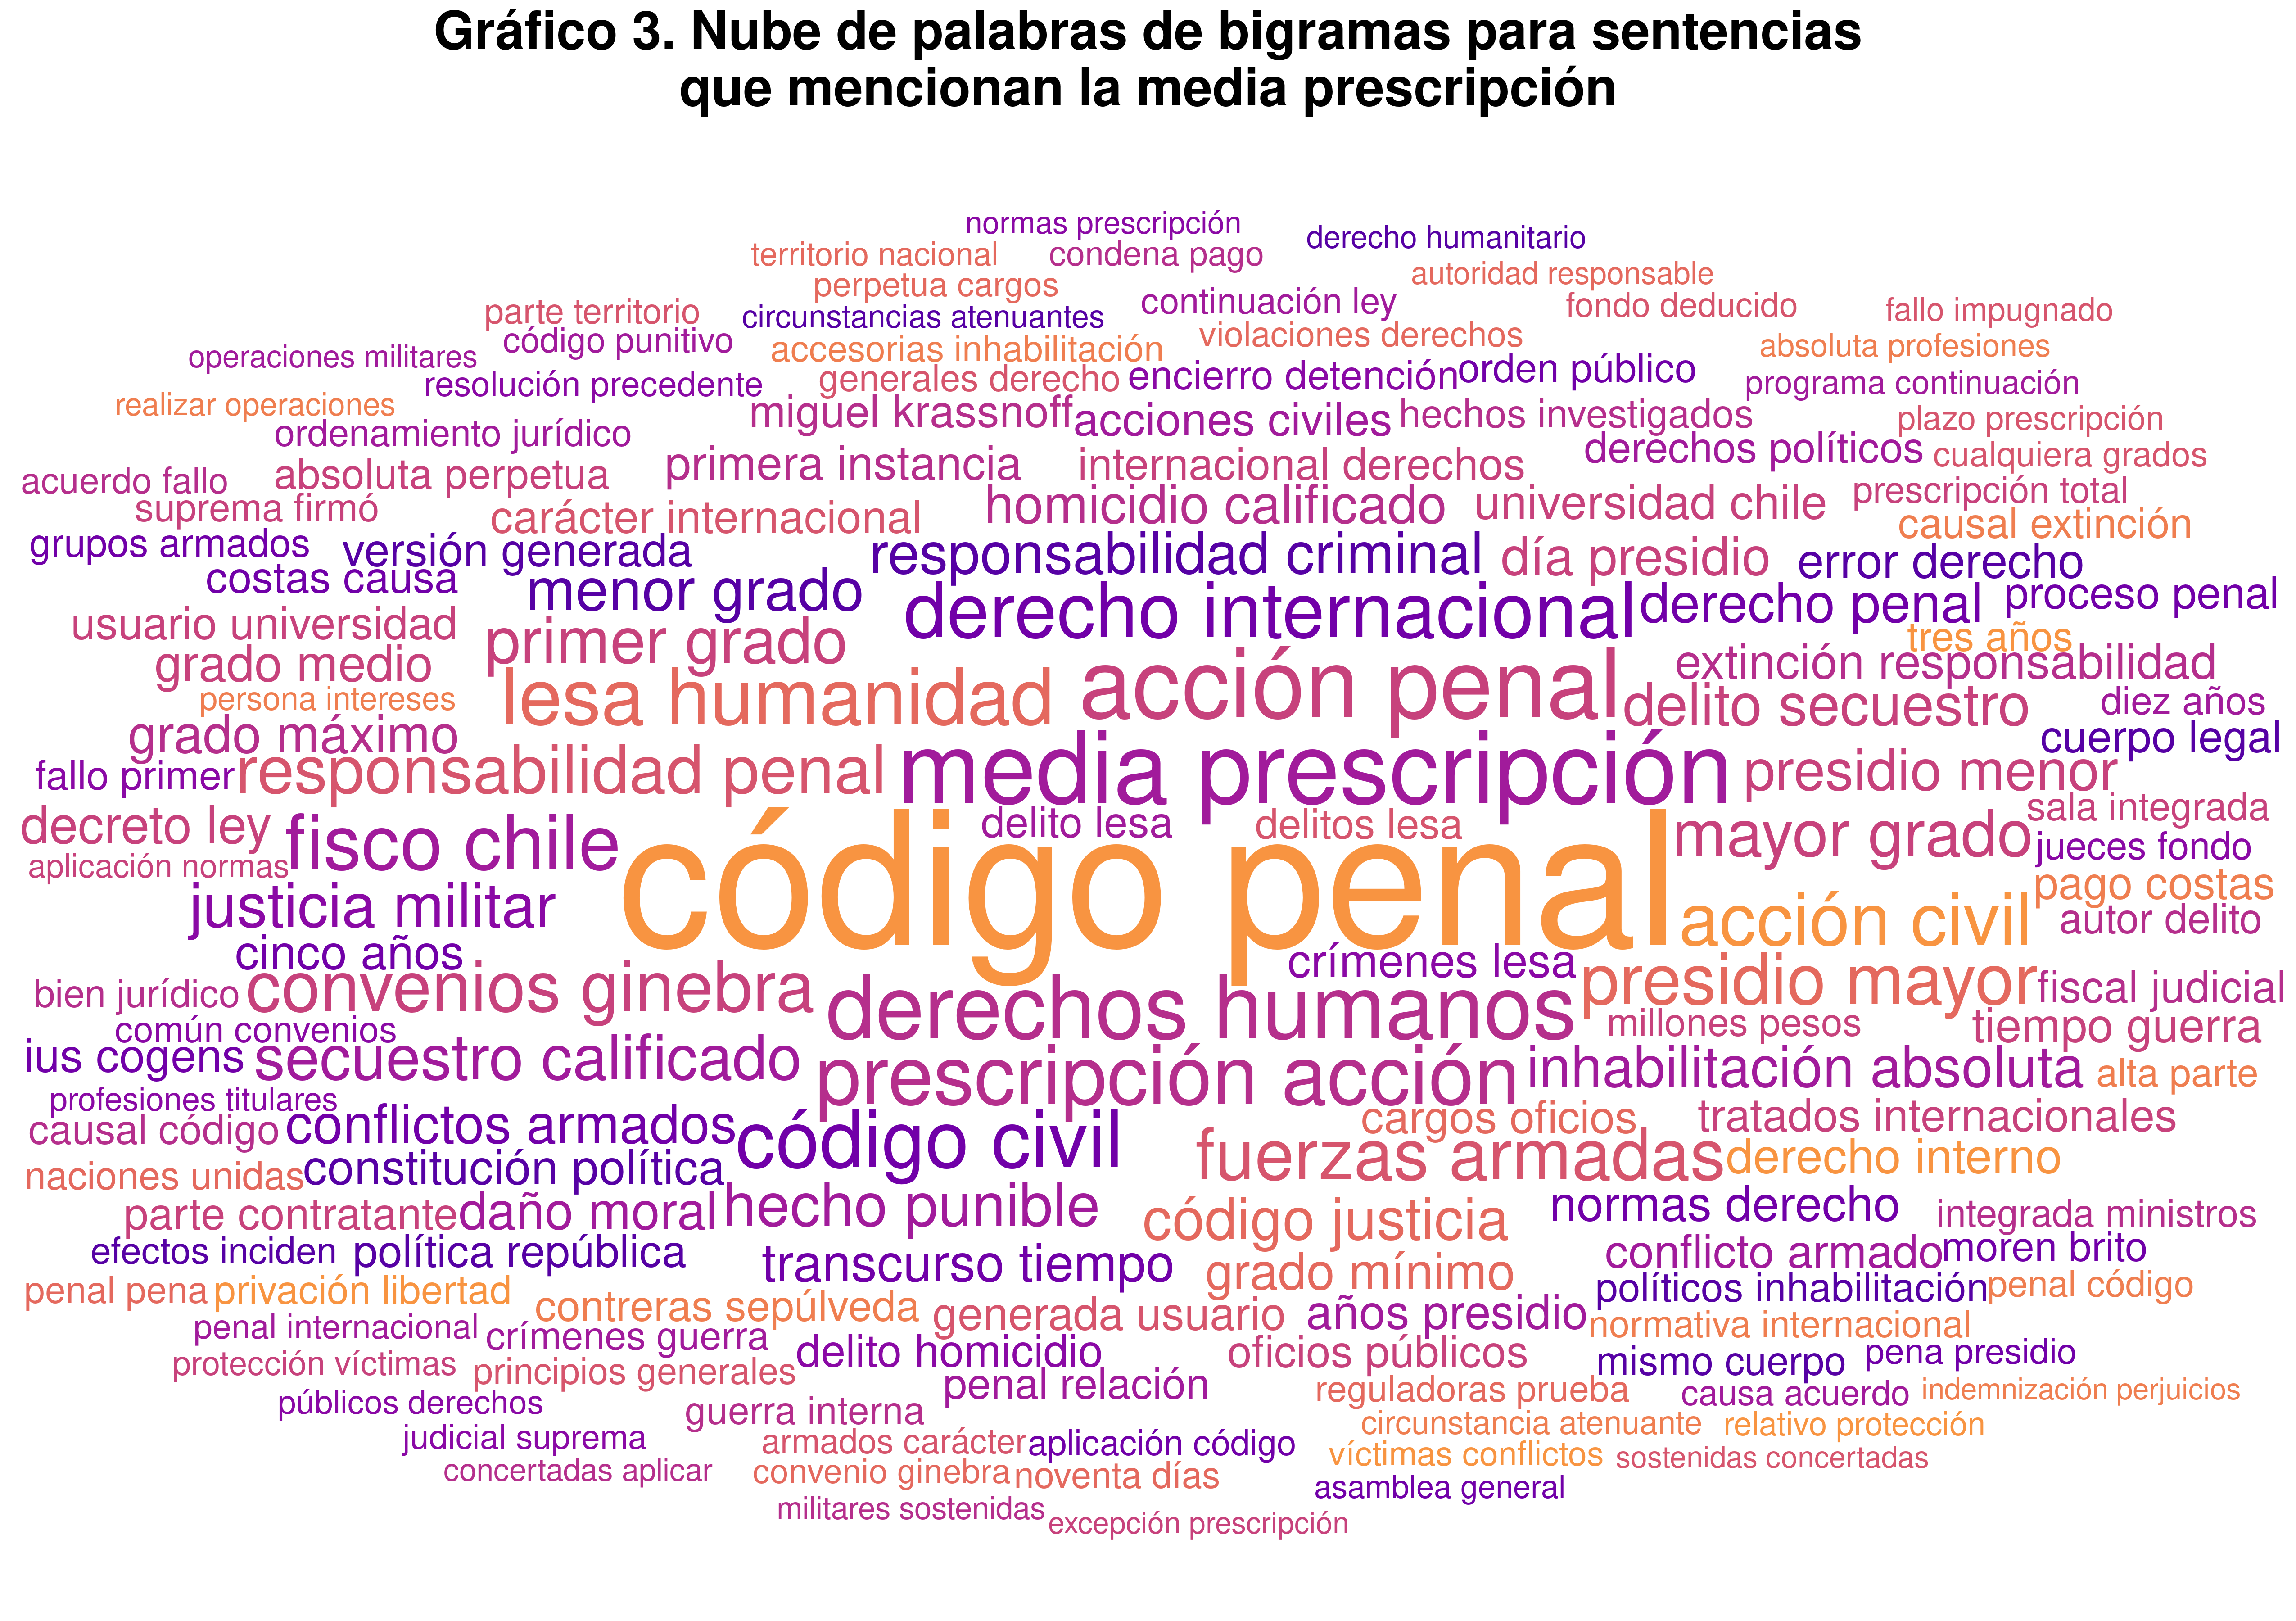 Gráfico 3. Nube de palabras de bigramas para sentencias
que mencionan la media prescripción
normas prescripción
derecho humanitario
territorio nacional
condena pago
autoridad responsable
perpetua cargos
continuación ley
fondo deducido
fallo impugnado
parte territorio
circunstancias atenuantes
código punitivo
violaciones derechos
operaciones militares
accesorias inhabilitación
absoluta profesiones
resolución precedente
generales derecho
encierro detención
orden público
programa continuación
realizar operaciones
miguel krassnoff
acciones civiles
hechos investigados
plazo prescripción
ordenamiento jurídico
derechos políticos
cualquiera grados
acuerdo fallo
absoluta perpetua
primera instancia
internacional derechos
suprema firmó
carácter internacional
homicidio calificado
universidad chile
prescripción total
causal extinción
grupos armados
versión generada
responsabilidad criminal
día presidio
error derecho
costas causa
menor grado
derecho internacional
derecho penal
proceso penal
usuario universidad
primer grado
tres años
grado medio
lesa humanidad
acción penal
extinción responsabilidad
persona intereses
delito secuestro
diez años
grado máximo
cuerpo legal
fallo primer
responsabilidad penal
media prescripción
presidio menor
decreto ley
fisco chile
delito lesa
delitos lesa
mayor grado
sala integrada
aplicación normas
código penal
jueces fondo
justicia militar
acción civil
pago costas
autor delito
cinco años
crímenes lesa
bien jurídico
convenios ginebra
derechos humanos
presidio mayor
fiscal judicial
común convenios
millones pesos
tiempo guerra
ius cogens
secuestro calificado
prescripción acción
inhabilitación absoluta
alta parte
profesiones titulares
causal código
conflictos armados
código civil
cargos oficios
tratados internacionales
naciones unidas
constitución política
fuerzas armadas
derecho interno
parte contratante
daño moral
hecho punible
código justicia
normas derecho
integrada ministros
efectos inciden
política república
transcurso tiempo
grado mínimo
conflicto armado
moren brito
penal pena
privación libertad
contreras sepúlveda
generada usuario
años presidio
políticos inhabilitación
penal código
penal internacional
crímenes guerra
delito homicidio
oficios públicos
normativa internacional
protección víctimas
principios generales
penal relación
mismo cuerpo
pena presidio
públicos derechos
guerra interna
reguladoras prueba
causa acuerdo
indemnización perjuicios
judicial suprema
armados carácter
aplicación código
circunstancia atenuante
relativo protección
concertadas aplicar
convenio ginebra
noventa días
víctimas conflictos
sostenidas concertadas
asamblea general
militares sostenidas
excepción prescripción